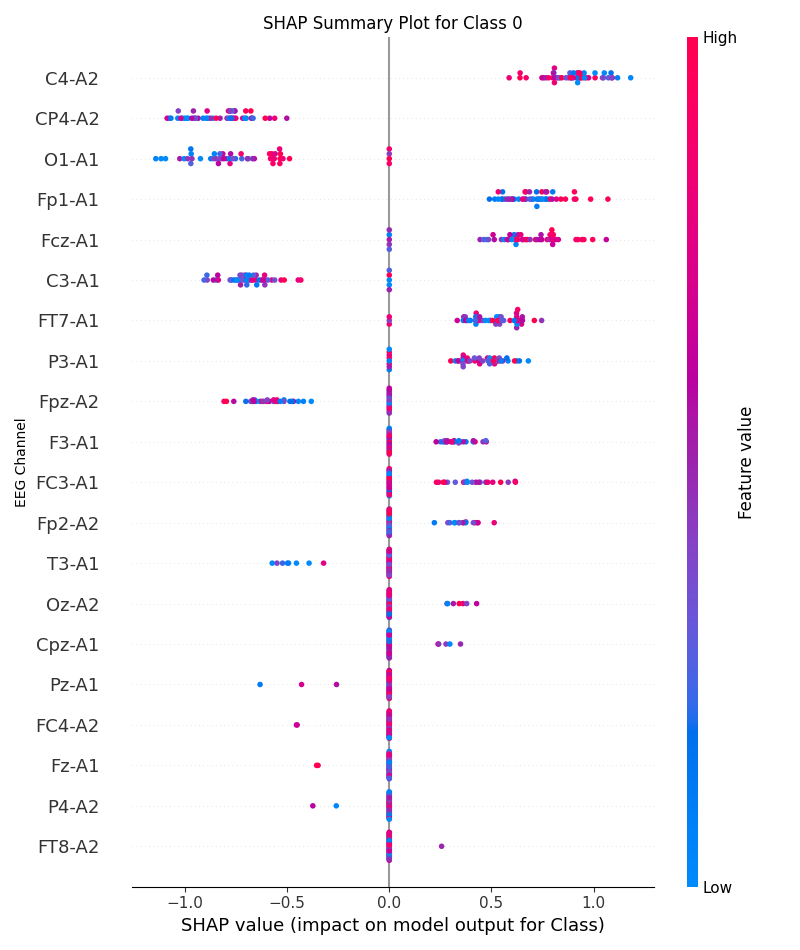 SHAP Summary Plot for Class 0
High
C4-A2
CP4-A2
O1-A1
Fp1-A1
Fcz-A1
C3-A1
FT7-A1
P3-A1
Fpz-A2
F3-A1
FC3-A1
Fp2-A2
T3-A1
Oz-A2
Cpz-A1
Pz-A1
FC4-A2
Fz-A1
P4-A2
FT8-A2
EEG Channel
Feature value
Low
−1.0 −0.5 0.0 0.5 1.0
SHAP value (impact on model output for Class)